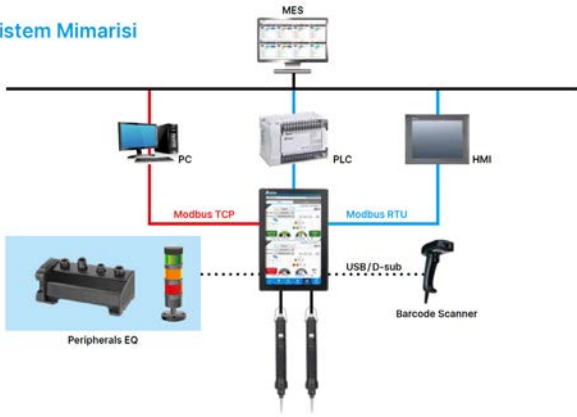 istem Mimarisi
MES
PC
PLC
HMI
Modbus TCP
Modbus RTU
USB/D-sub
Peripherals EQ
Barcode Scanner